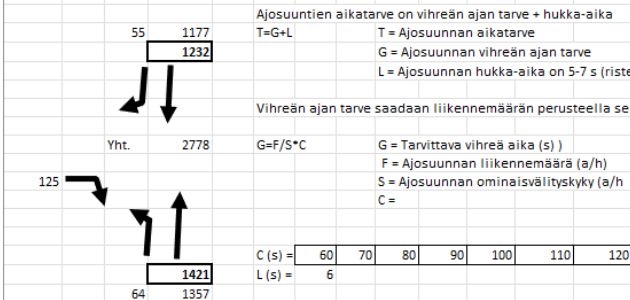 Ajosuuntien aikatarve on vihreän ajan tarve + hukka-aika
55 1177 T=G+L T = Ajosuunnan aikatarve
1232 G = Ajosuunnan vihreän ajan tarve
L = Ajosuunnan hukka-aika on 5-7 s (riste
Vihreän ajan tarve saadaan liikennemäärän perusteella se
Yht. 2778 G=F/S*C G = Tarvittava vihreä aika (s) )
F = Ajosuunnan liikennemäärä (a/h)
125 S = Ajosuunnan ominaisvälityskyky (a/h
C =
C (s) = 60 70 80 90 100 110 120
1421 L (s) = 6
64 1357